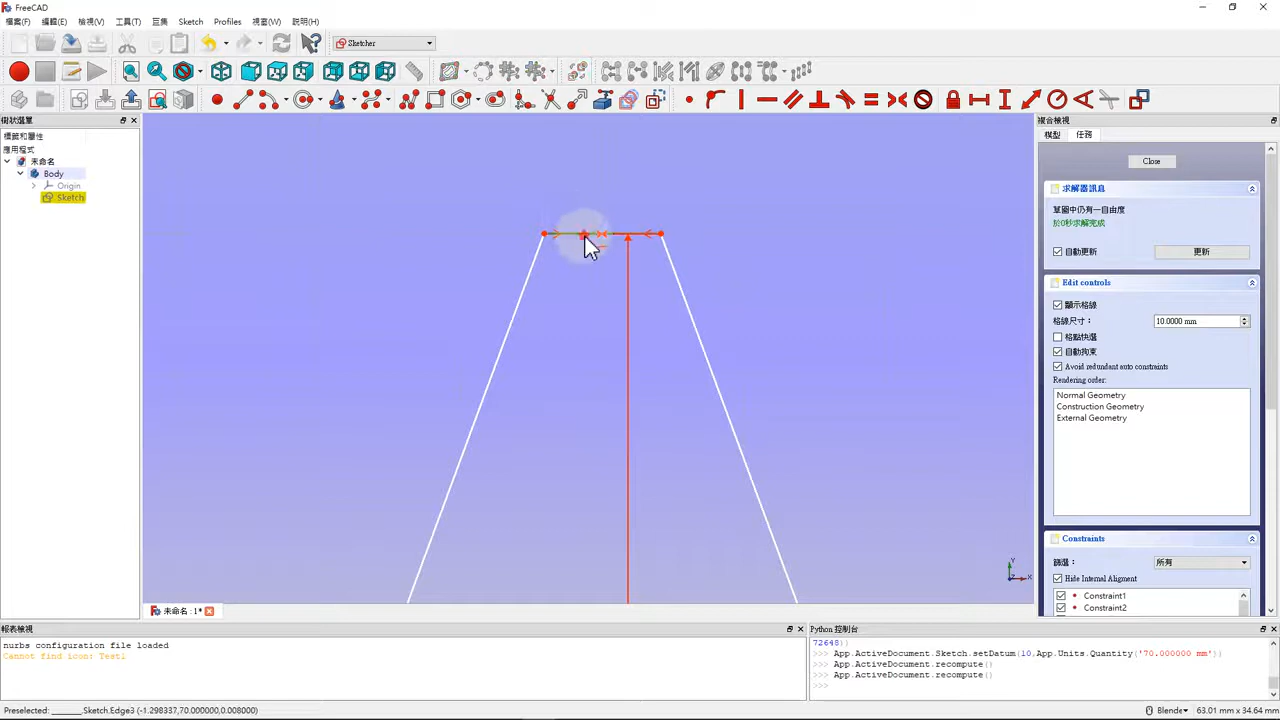 FreeCAD
檔案(F) 編輯(E) 檢視(V) 工具(T) 巨集 Sketch Profiles 視窗(W) 說明(H)
Sketcher
樹狀選單
標籤和屬性
應用程式
未命名
Body
Origin
Sketch
複合檢視
模型 任務
Close
求解器訊息
草圖中仍有一自由度
於0秒求解完成
自動更新 更新
Edit controls
顯示格線
格線尺寸： 10.0000 mm
格點快選
自動拘束
Avoid redundant auto constraints
Rendering order:
Normal Geometry
Construction Geometry
External Geometry
Constraints
篩選： 所有
Hide Internal Aligment
Constraint1
Constraint2
Y
Z
X
未命名 : 1*
報表檢視
nurbs configuration file loaded
Cannot find icon: Test1
Python 控制台
72648))
>>> App.ActiveDocument.Sketch.setDatum(10,App.Units.Quantity('70.000000 mm'))
>>> App.ActiveDocument.recompute()
>>> App.ActiveDocument.recompute()
>>>
Preselected: ______.Sketch.Edge3 (-1.298337,70.000000,0.008000)
Blende 63.01 mm x 34.64 mm